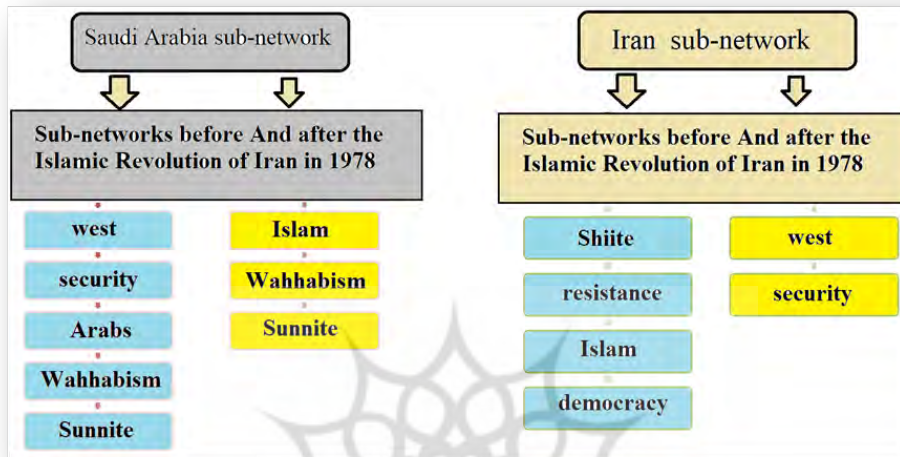 Saudi Arabia sub-network
Sub-networks before And after the
Islamic Revolution of Iran in 1978
west
security
Arabs
Wahhabism
Sunnite
Islam
Wahhabism
Sunnite
Iran sub-network
Sub-networks before And after the
Islamic Revolution of Iran in 1978
Shiite
resistance
Islam
democracy
west
security